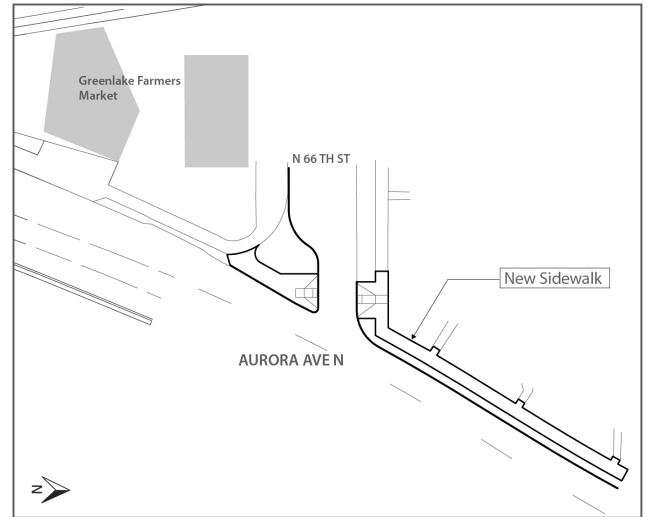 Greenlake Farmers
Market
N 66 TH ST
New Sidewalk
AURORA AVE N
N